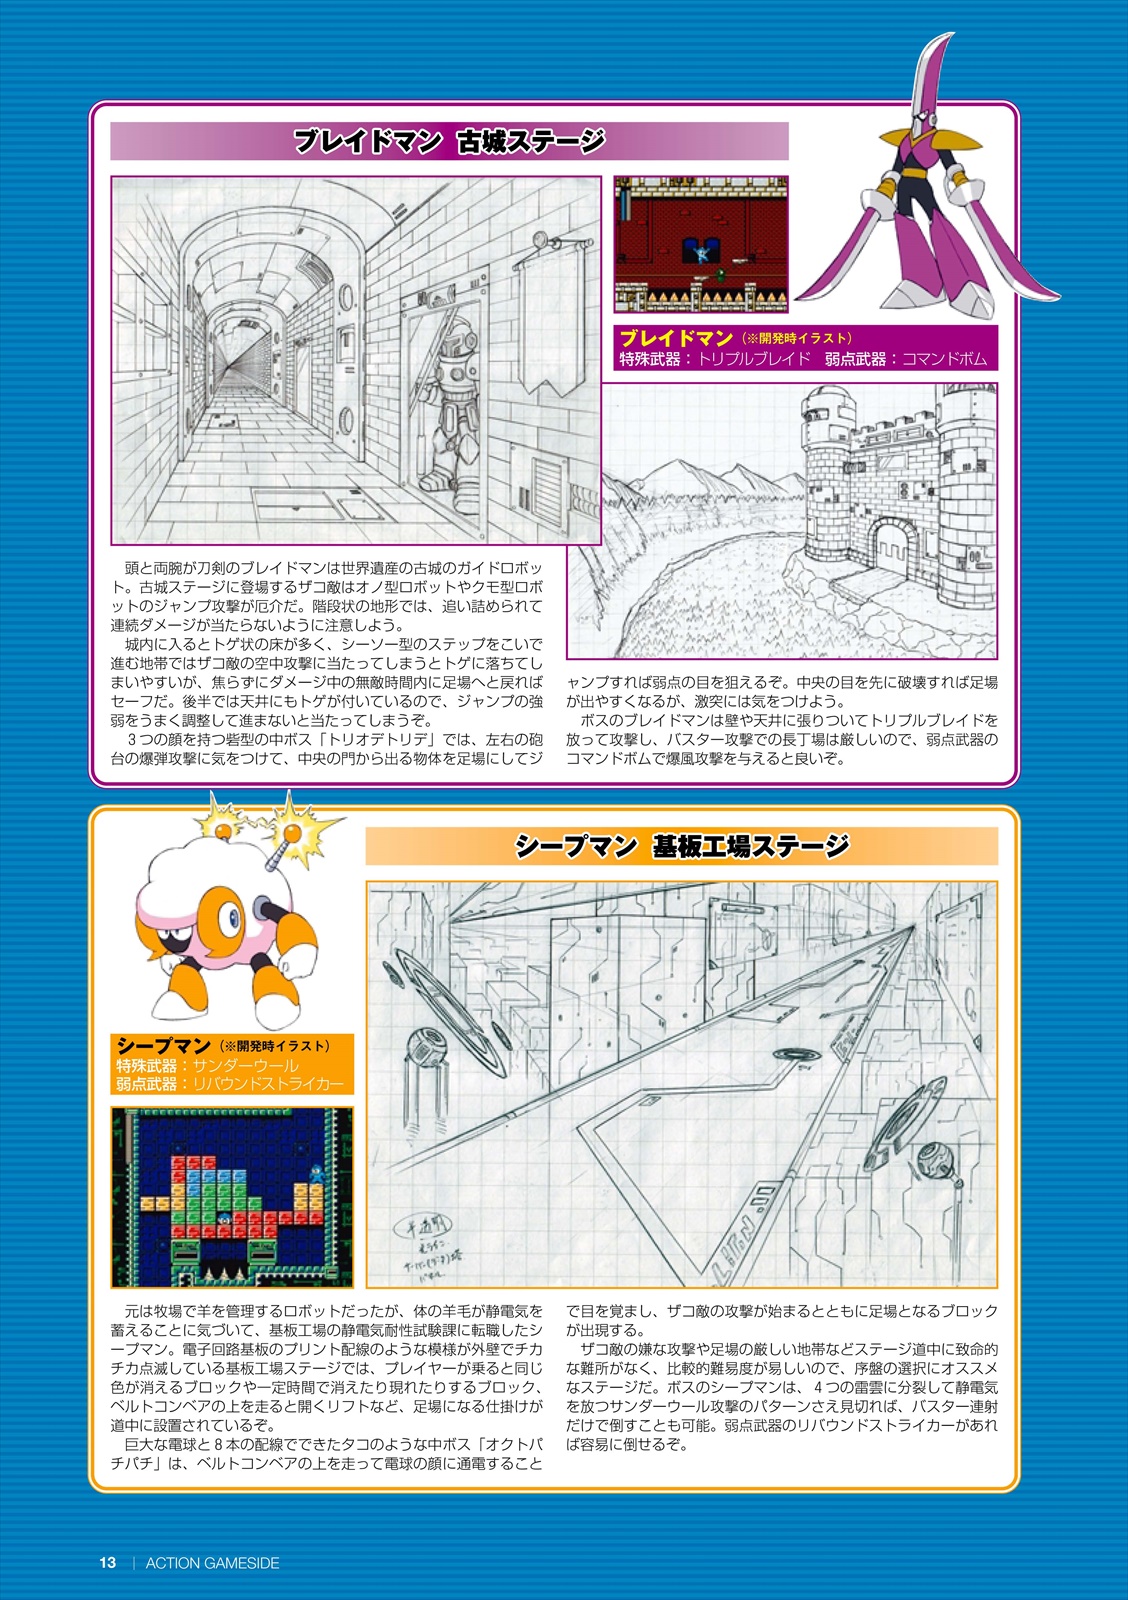 ブレイドマン 古城ステージ
ブレイドマン（※開発時イラスト）
特殊武器：トリプルブレイド 弱点武器：コマンドボム
　頭と両腕が刀剣のブレイドマンは世界遺産の古城のガイドロボッ
ト。古城ステージに登場するザコ敵はオノ型ロボットやクモ型ロボ
ットのジャンプ攻撃が厄介だ。階段状の地形では、追い詰められて
連続ダメージが当たらないように注意しよう。
　城内に入るとトゲ状の床が多く、シーソー型のステップをこいで
進む地帯ではザコ敵の空中攻撃に当たってしまうとトゲに落ちてし
まいやすいが、焦らずにダメージ中の無敵時間内に足場へと戻れば
セーフだ。後半では天井にもトゲが付いているので、ジャンプの強
弱をうまく調整して進まないと当たってしまうぞ。
　3つの顔を持つ砦型の中ボス「トリオデトリデ」では、左右の砲
台の爆弾攻撃に気をつけて、中央の門から出る物体を足場にしてジ
ャンプすれば弱点の目を狙えるぞ。中央の目を先に破壊すれば足場
が出やすくなるが、激突には気をつけよう。
　ボスのブレイドマンは壁や天井に張りついてトリプルブレイドを
放って攻撃し、バスター攻撃での長丁場は厳しいので、弱点武器の
コマンドボムで爆風攻撃を与えると良いぞ。
シープマン 基板工場ステージ
シープマン（※開発時イラスト）
特殊武器：サンダーウール
弱点武器：リバウンドストライカー
半透明
　元は牧場で羊を管理するロボットだったが、体の羊毛が静電気を
蓄えることに気づいて、基板工場の静電気耐性試験課に転職したシ
ープマン。電子回路基板のプリント配線のような模様が外壁でチカ
チカ点滅している基板工場ステージでは、プレイヤーが乗ると同じ
色が消えるブロックや一定時間で消えたり現れたりするブロック、
ベルトコンベアの上を走ると開くリフトなど、足場になる仕掛けが
道中に設置されているぞ。
　巨大な電球と8本の配線でできたタコのような中ボス「オクトパ
チパチ」は、ベルトコンベアの上を走って電球の顔に通電すること
で目を覚まし、ザコ敵の攻撃が始まるとともに足場となるブロック
が出現する。
　ザコ敵の嫌な攻撃や足場の厳しい地帯などステージ道中に致命的
な難所がなく、比較的難易度が易しいので、序盤の選択にオススメ
なステージだ。ボスのシープマンは、4つの雷雲に分裂して静電気
を放つサンダーウール攻撃のパターンさえ見切れば、バスター連射
だけで倒すことも可能。弱点武器のリバウンドストライカーがあれ
ば容易に倒せるぞ。
13 | ACTION GAMESIDE